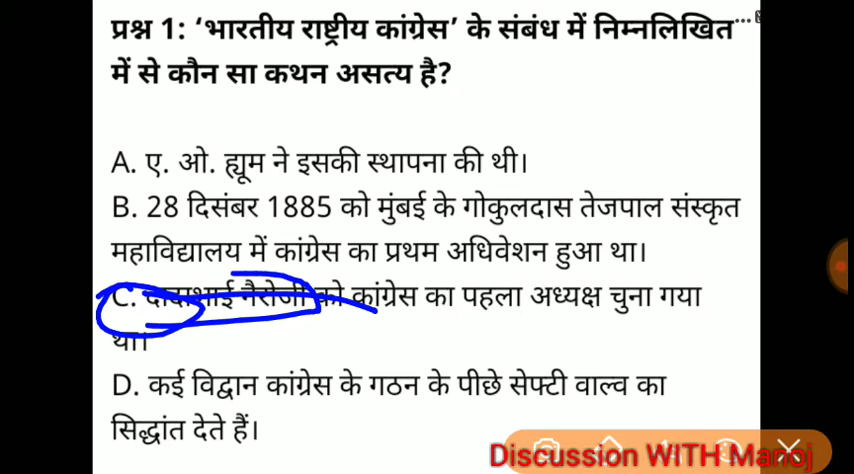 प्रश्न 1: ‘भारतीय राष्ट्रीय कांग्रेस’ के संबंध में निम्नलिखित
में से कौन सा कथन असत्य है?
A. ए. ओ. ह्यूम ने इसकी स्थापना की थी।
B. 28 दिसंबर 1885 को मुंबई के गोकुलदास तेजपाल संस्कृत
महाविद्यालय में कांग्रेस का प्रथम अधिवेशन हुआ था।
C. दादाभाई नैरोजी को कांग्रेस का पहला अध्यक्ष चुना गया
था।
D. कई विद्वान कांग्रेस के गठन के पीछे सेफ्टी वाल्व का
सिद्धांत देते हैं।
Discussion WITH Manoj